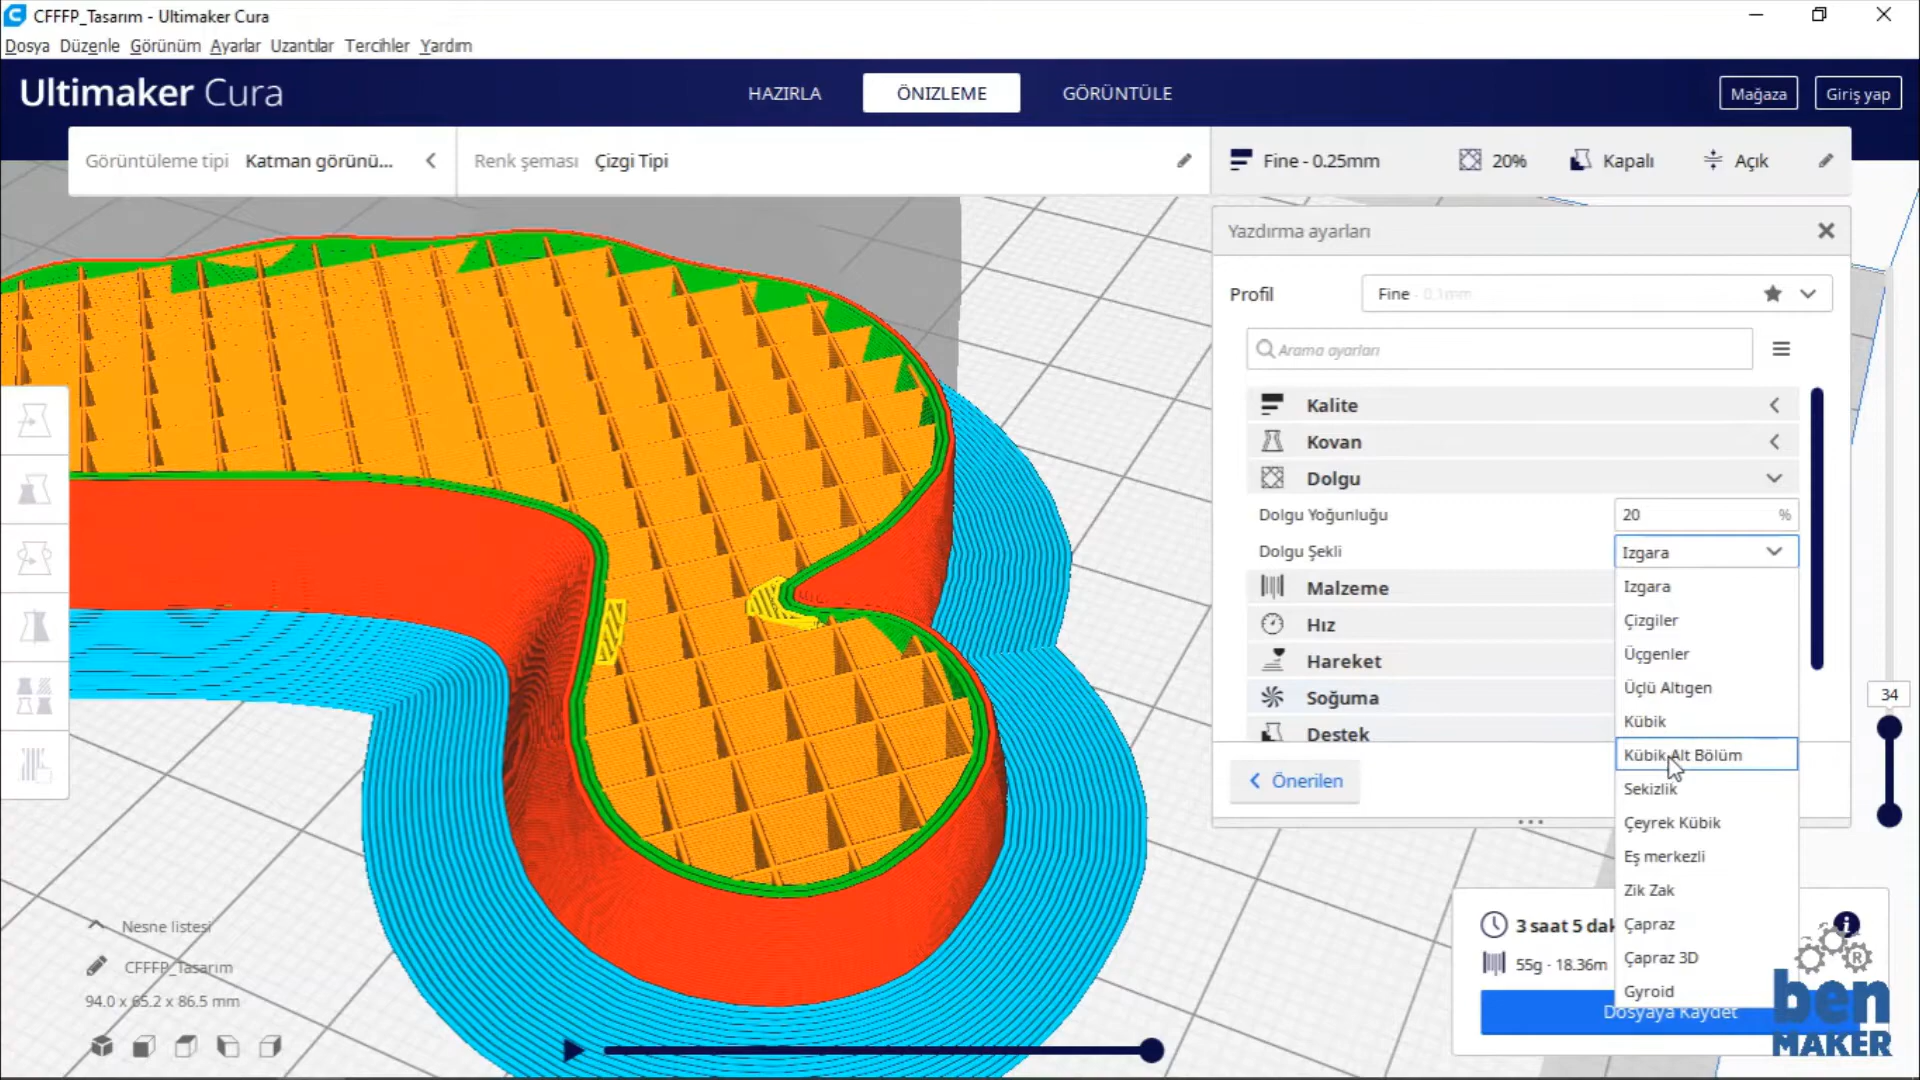 CFFFP_Tasarım - Ultimaker Cura
Dosya Düzenle Görünüm Ayarlar Uzantılar Tercihler Yardım
Ultimaker Cura
HAZIRLA
ÖNIZLEME
GÖRÜNTÜLE
Mağaza
Giriş yap
Görüntüleme tipi Katman görünü...
Renk şeması Çizgi Tipi
Fine - 0.25mm
20%
Kapalı
Açık
Yazdırma ayarları
Profil
Fine - 0.1mm
Arama ayarları
Kalite
Kovan
Dolgu
Dolgu Yoğunluğu
20 %
Dolgu Şekli
Izgara
Izgara
Çizgiler
Üçgenler
Üçlü Altıgen
Kübik
Kübik Alt Bölüm
Sekizlik
Çeyrek Kübik
Eş merkezli
Zik Zak
Çapraz
Çapraz 3D
Gyroid
Malzeme
Hız
Hareket
Soğuma
Destek
Önerilen
34
3 saat 5 dak
55g - 18.36m
Dosyaya Kaydet
Nesne listesi
CFFFP_Tasarım
94.0 x 65.2 x 86.5 mm
R
ben
MAKER